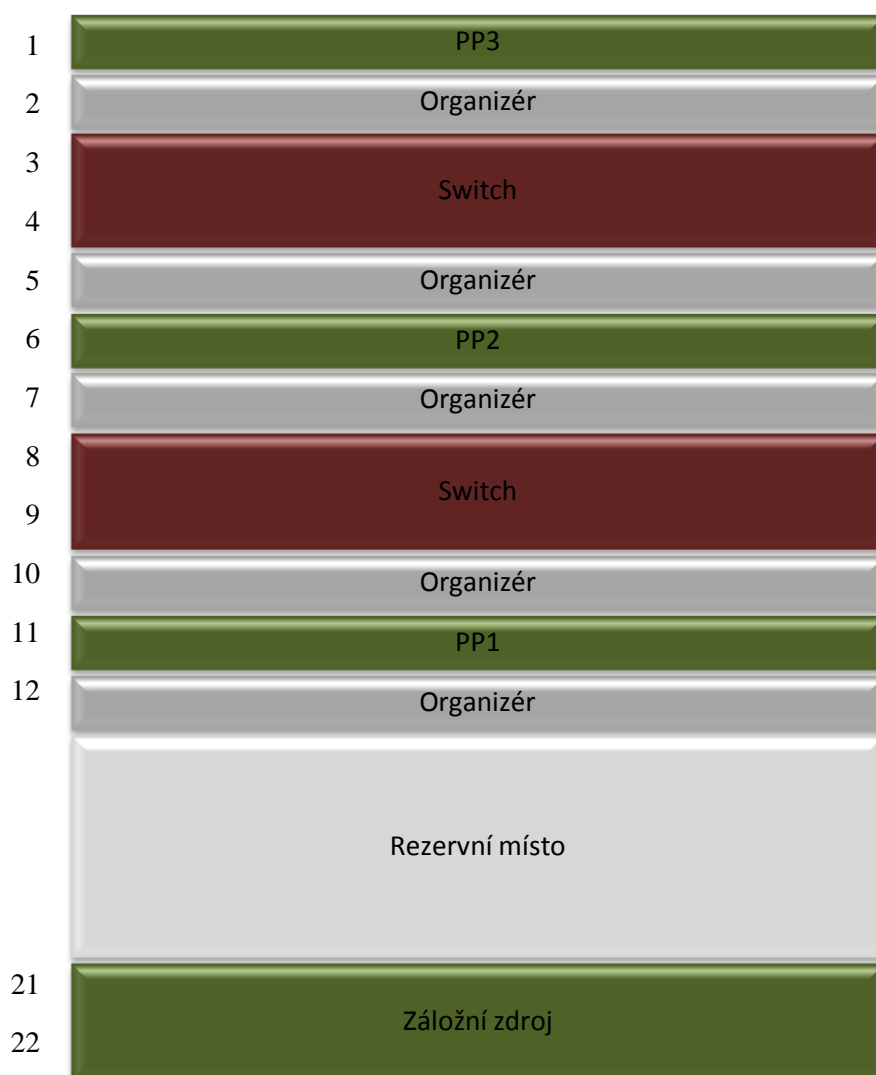 1 PP3
2 Organizér
3
Switch
4
5 Organizér
6 PP2
7 Organizér
8
Switch
9
10 Organizér
11 PP1
12 Organizér
Rezervní místo
21
Záložní zdroj
22